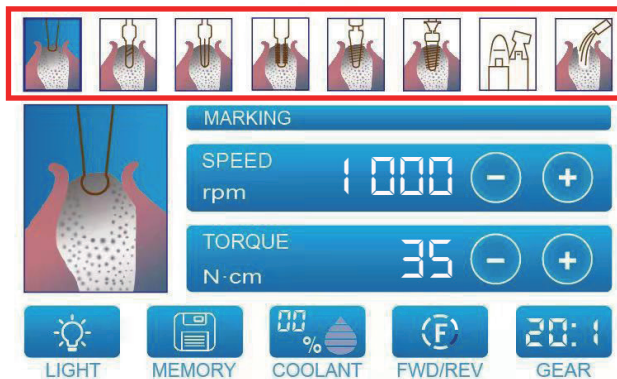 MARKING
SPEED
rpm 1000 - +
TORQUE
N·cm 35 - +
00
% F 20:1
LIGHT MEMORY COOLANT FWD/REV GEAR